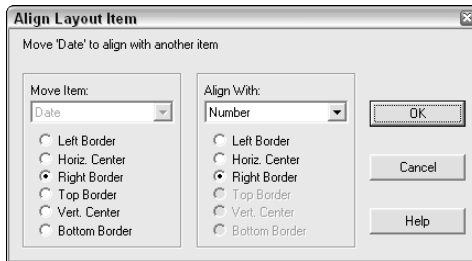 Align Layout Item
Move 'Date' to align with another item
Move Item:
Date
Left Border
Horiz. Center
Right Border
Top Border
Vert. Center
Bottom Border
Align With:
Number
Left Border
Horiz. Center
Right Border
Top Border
Vert. Center
Bottom Border
OK
Cancel
Help